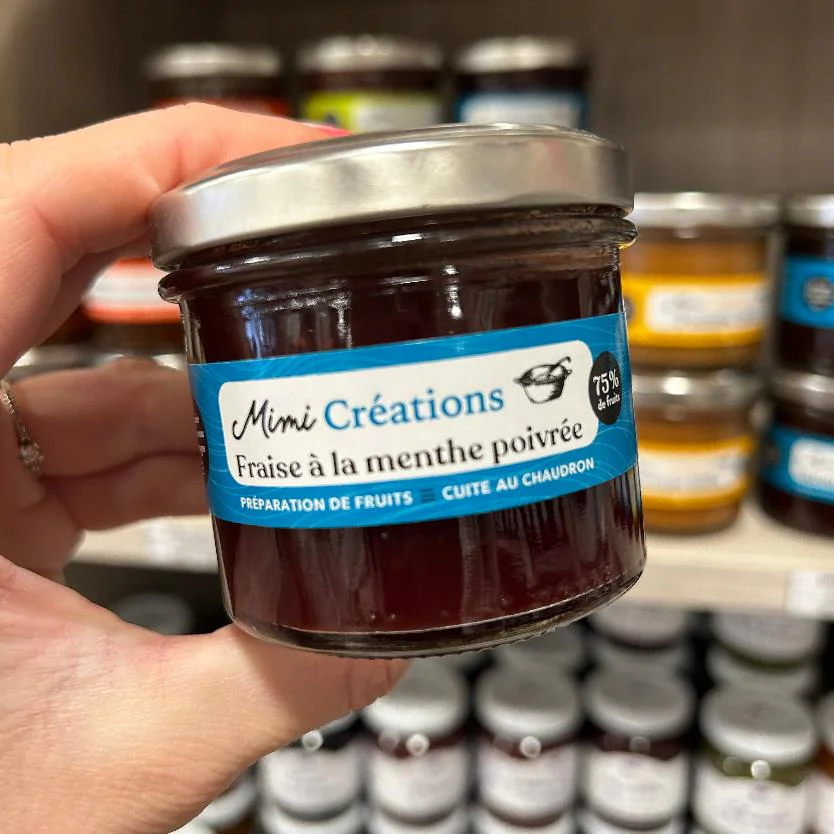 Mimi Créations
75%
de fruits
Fraise à la menthe poivrée
PRÉPARATION DE FRUITS CUITE AU CHAUDRON